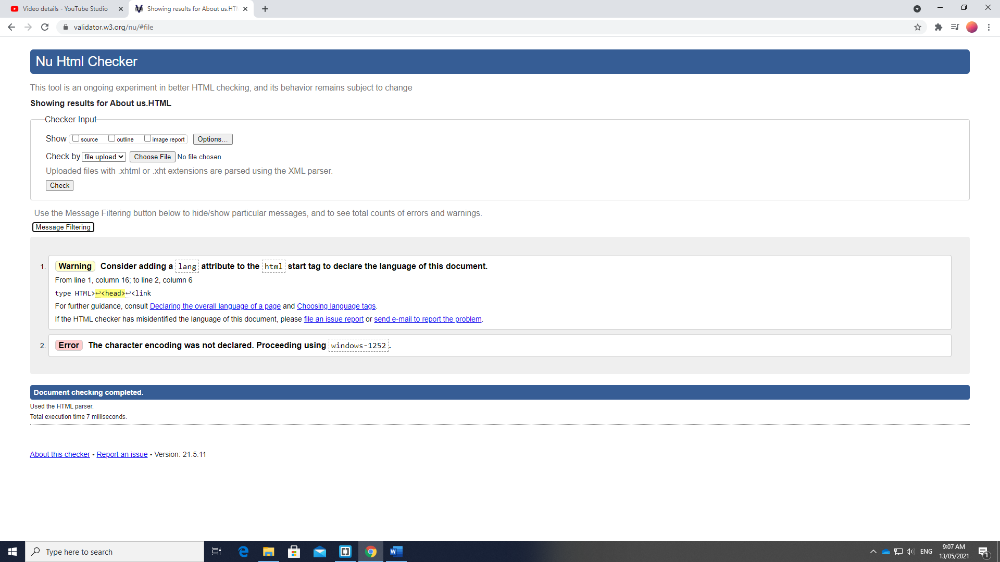 Video details - YouTube Studio
Showing results for About us.HTM
validator.w3.org/nu/#file
Nu Html Checker
This tool is an ongoing experiment in better HTML checking, and its behavior remains subject to change
Showing results for About us.HTML
Checker Input
Show source outline image report Options...
Check by file upload Choose File No file chosen
Uploaded files with .xhtml or .xht extensions are parsed using the XML parser.
Check
Use the Message Filtering button below to hide/show particular messages, and to see total counts of errors and warnings.
Message Filtering
1. Warning Consider adding a lang attribute to the html start tag to declare the language of this document.
From line 1, column 16; to line 2, column 6
type HTML>↩<head>↩<link
For further guidance, consult Declaring the overall language of a page and Choosing language tags.
If the HTML checker has misidentified the language of this document, please file an issue report or send e-mail to report the problem.
2. Error The character encoding was not declared. Proceeding using windows-1252.
Document checking completed.
Used the HTML parser.
Total execution time 7 milliseconds.
About this checker • Report an issue • Version: 21.5.11
Type here to search
ENG
9:07 AM
13/05/2021
1